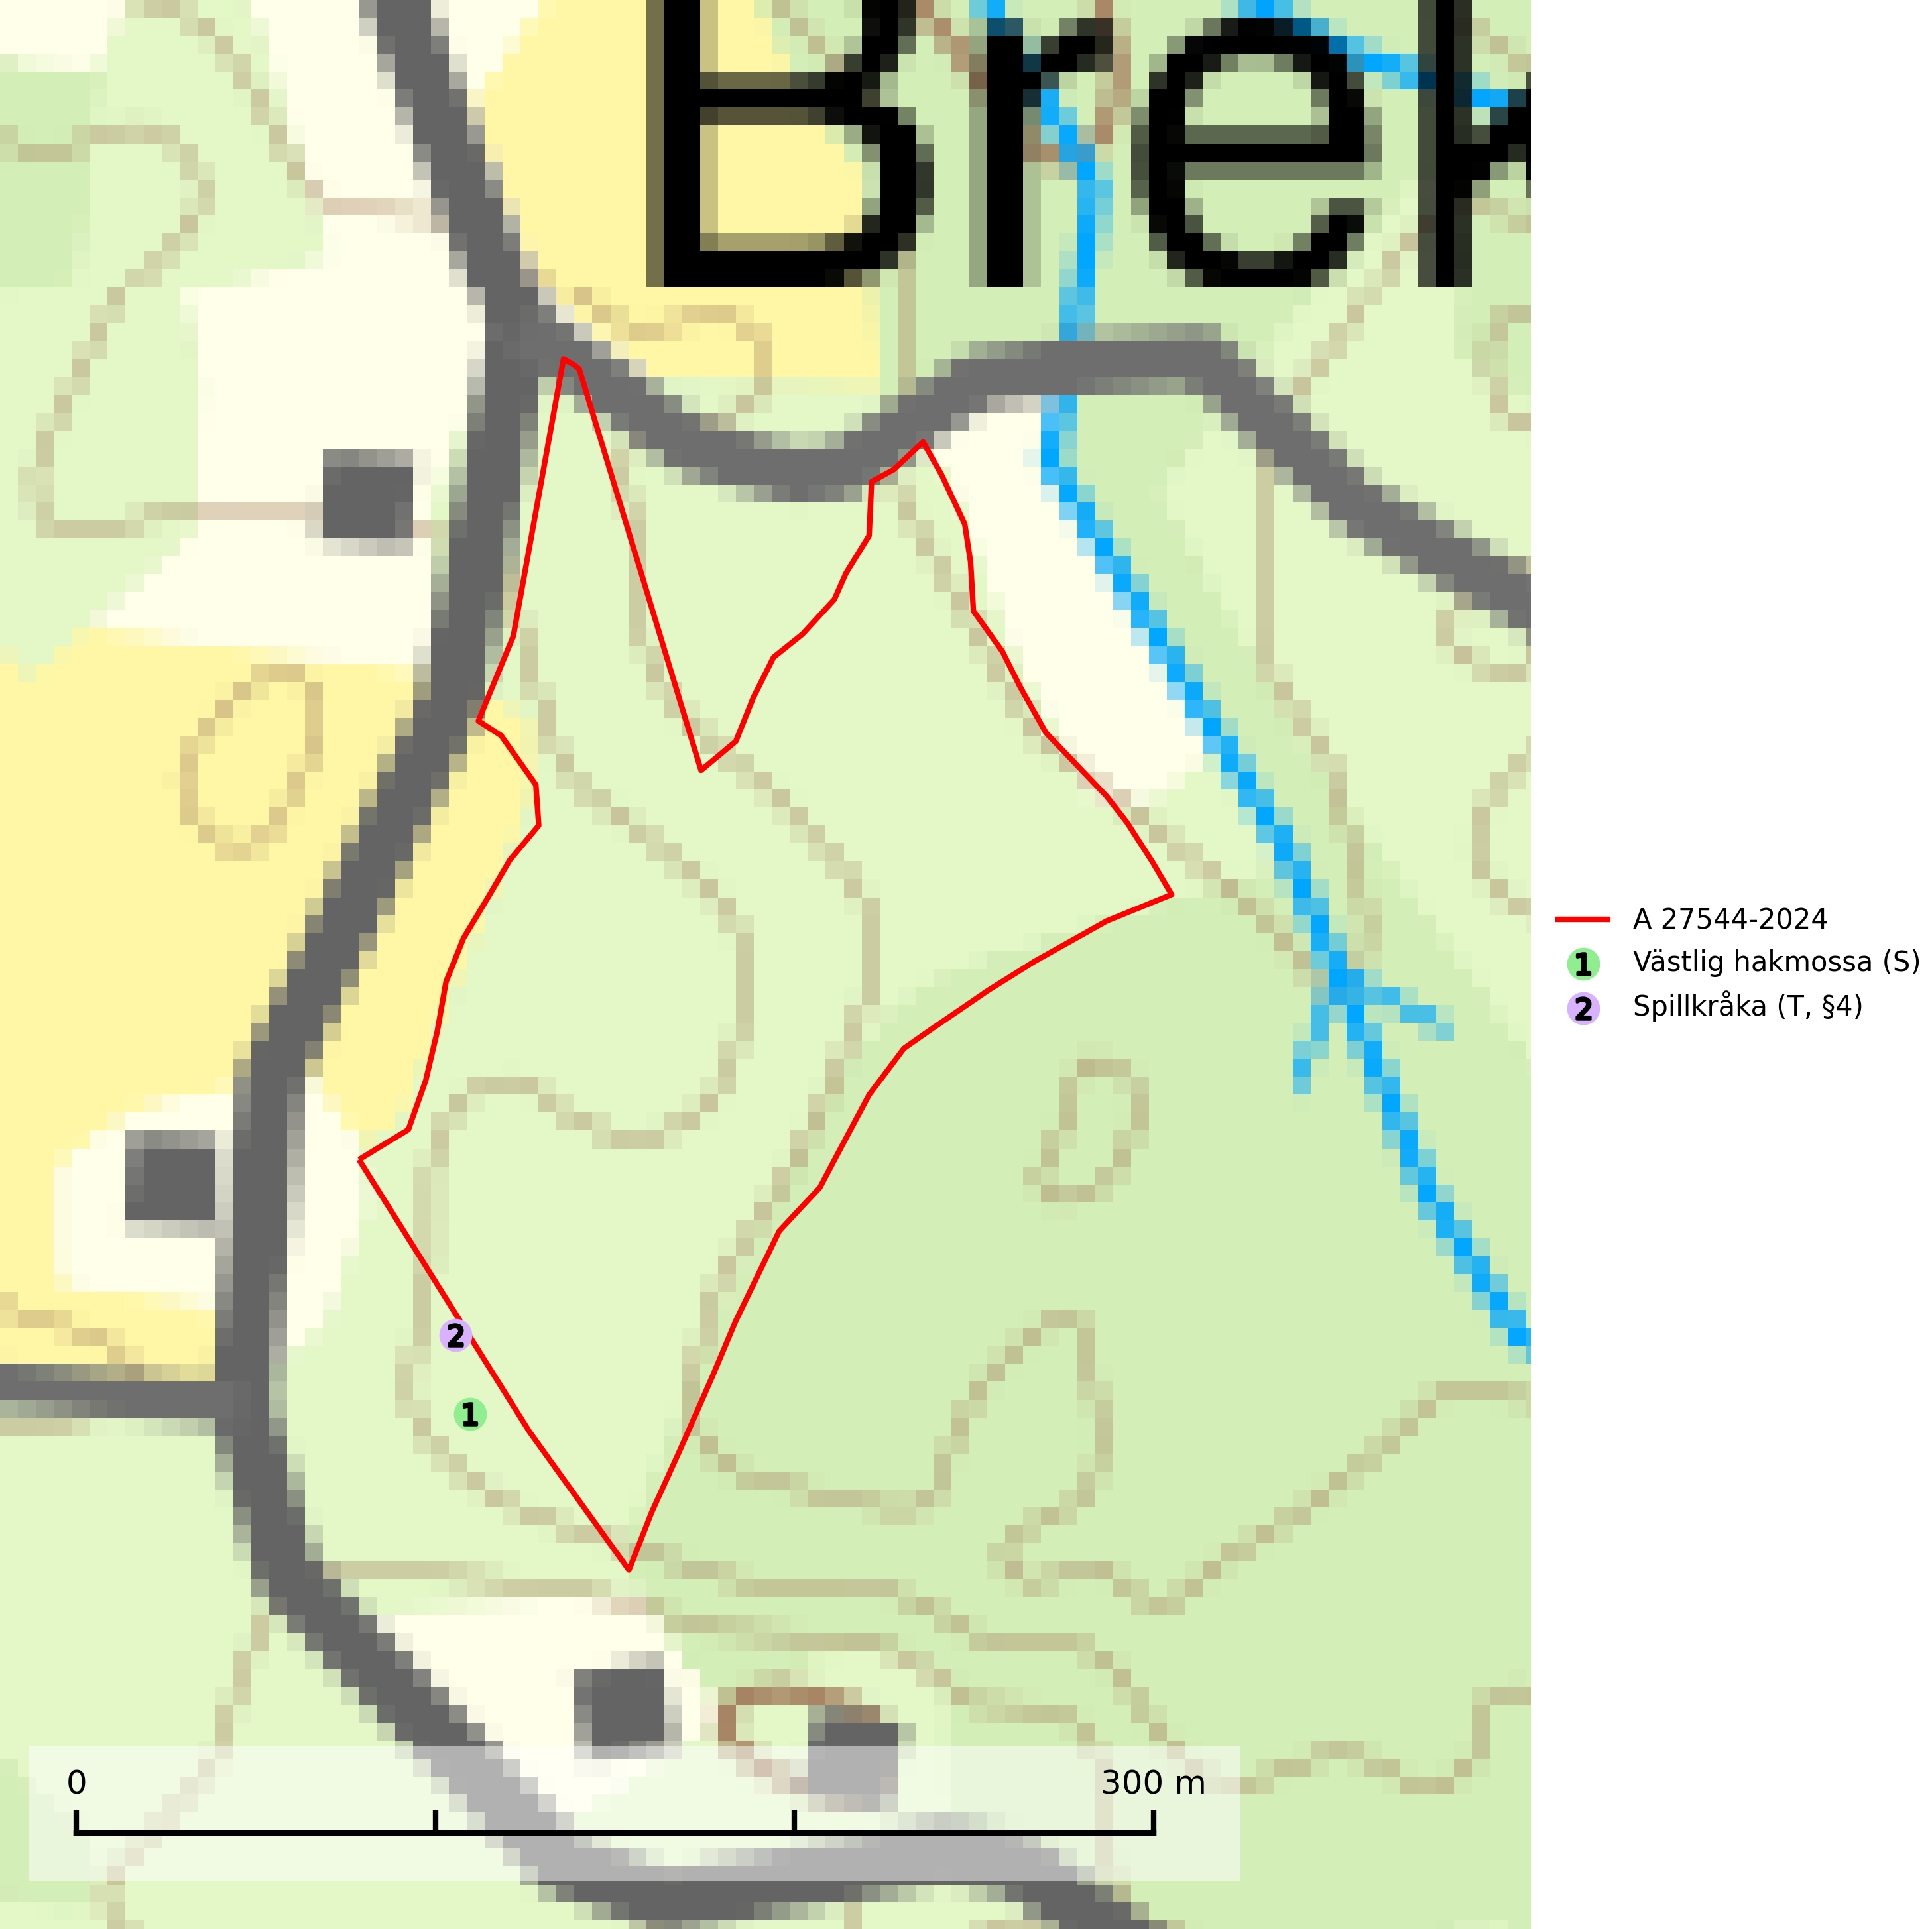 Brek
A 27544-2024
1 Västlig hakmossa (S)
2 Spillkråka (T, §4)
2
1
0 300 m